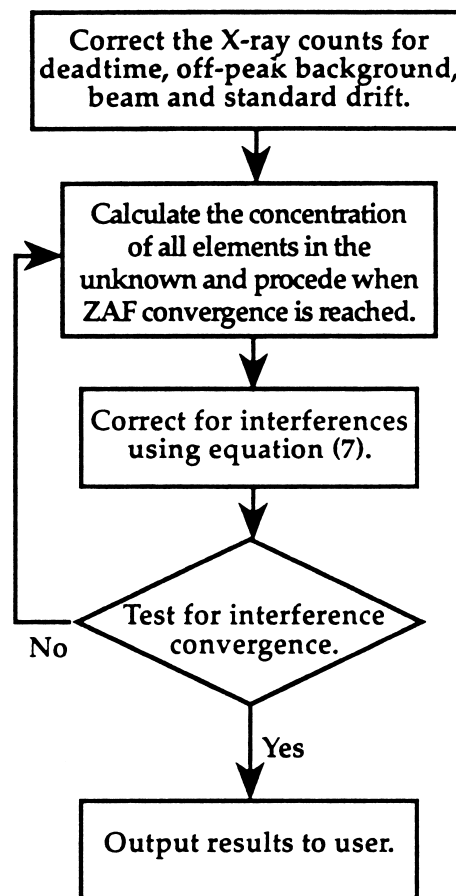 Correct the X-ray counts for
deadtime, off-peak background,
beam and standard drift.
Calculate the concentration
of all elements in the
unknown and procede when
ZAF convergence is reached.
Correct for interferences
using equation (7).
Test for interference
convergence.
No
Yes
Output results to user.